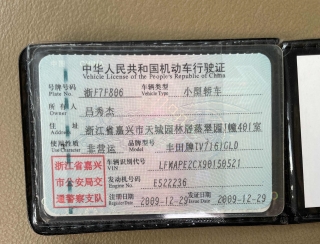 中华人民共和国机动车行驶证
Vehicle License of the People's Republic of China
号牌号码 浙F7F806 车辆类型 小型轿车
Plate No. Vehicle Type
所有人 吕秀杰
Owner
住址 浙江省嘉兴市天城园林路蔡1幢401室
Address
使用性质 非营运 品牌型号 丰田牌TV7161GLD
Use Character Model
浙江省嘉兴
市公安局交
通警察支队
车辆识别代号 LFMAPE2CX90150521
VIN
发动机号码 E522236
Engine No.
注册日期 2009-12-29 发证日期 2009-12-29
Register Date Issue Date